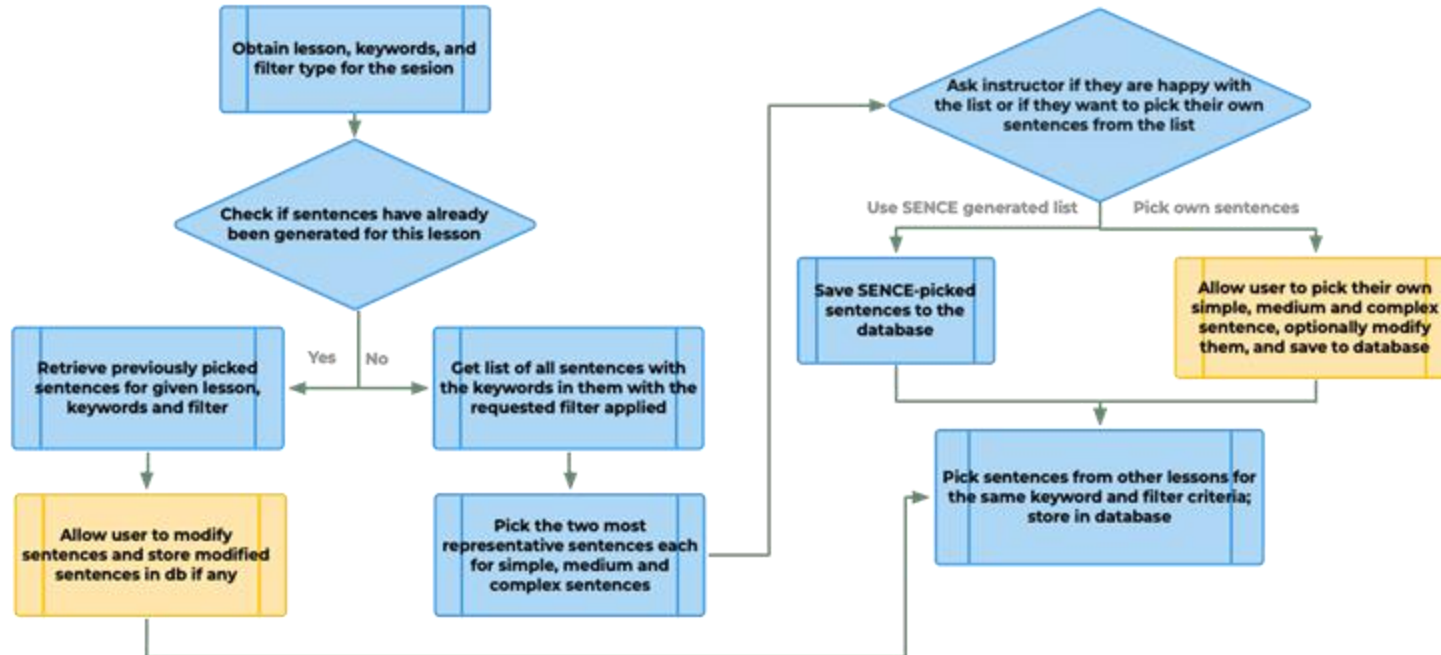 Obtain lesson, keywords, and
filter type for the sesion
Check if sentences have already
been generated for this lesson
Yes
No
Retrieve previously picked
sentences for given lesson,
keywords and filter
Get list of all sentences with
the keywords in them with the
requested filter applied
Allow user to modify
sentences and store modified
sentences in db if any
Pick the two most
representative sentences each
for simple, medium and
complex sentences
Ask instructor if they are happy with
the list or if they want to pick their own
sentences from the list
Use SENCE generated list
Pick own sentences
Save SENCE-picked
sentences to the
database
Allow user to pick their own
simple, medium and complex
sentence, optionally modify
them, and save to database
Pick sentences from other lessons for
the same keyword and filter criteria;
store in database